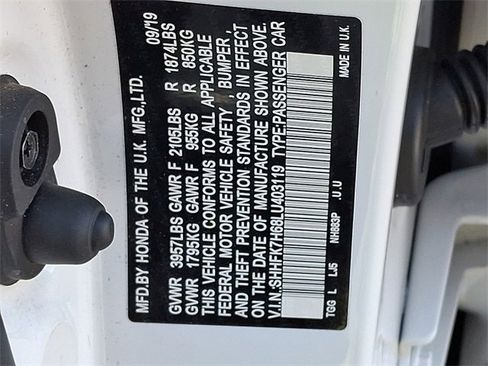 MFD.BY HONDA OF THE U.K. MFG.,LTD. 09/19
GVWR 3957LBS GAWR F 2105LBS R 1874LBS
GVWR 1795KG GAWR F 955KG R 850KG
THIS VEHICLE CONFORMS TO ALL APPLICABLE
FEDERAL MOTOR VEHICLE SAFETY , BUMPER ,
AND THEFT PREVENTION STANDARDS IN EFFECT
ON THE DATE OF MANUFACTURE SHOWN ABOVE.
V.I.N.:SHHFK7H68LU403119 TYPE:PASSENGER CAR
TGG L LJ5 NH883P .U.U MADE IN U.K.